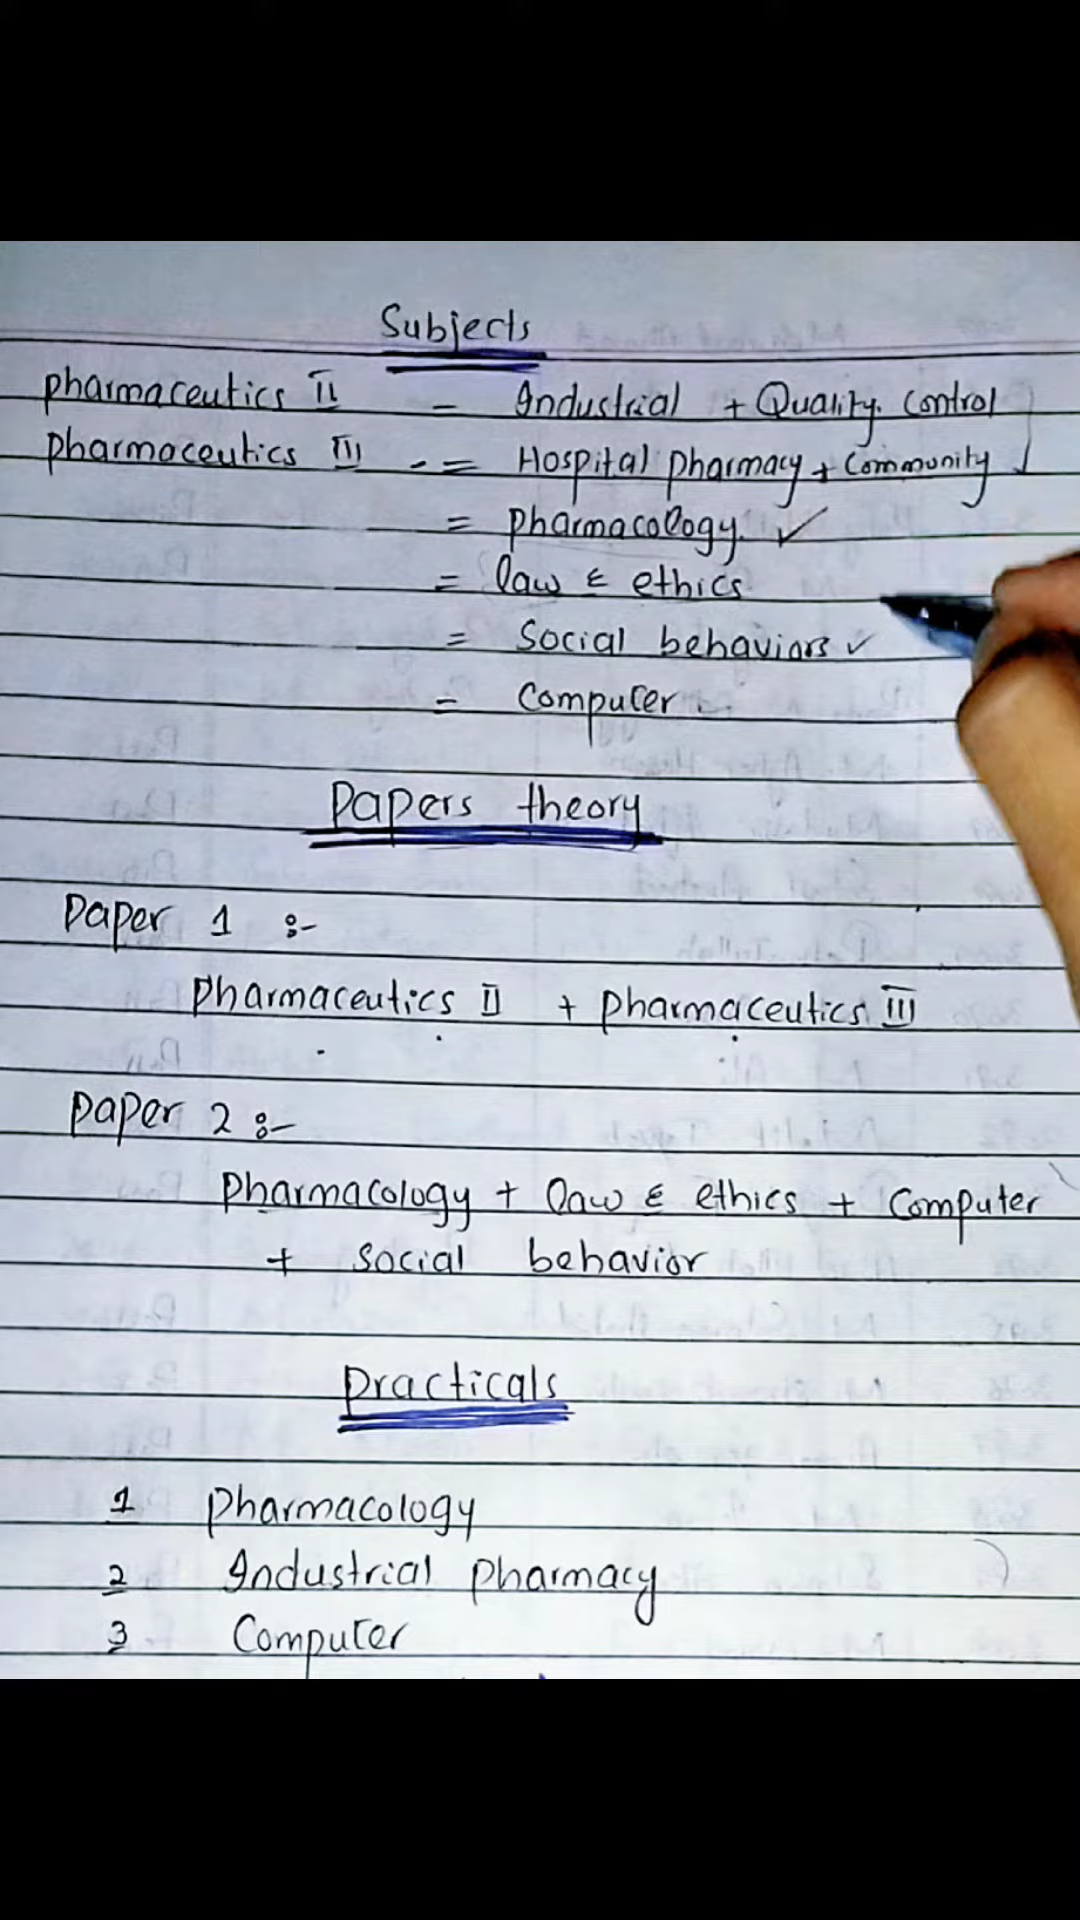 Subjects
pharmaceutics II - Industrial + Quality control
pharmaceutics III - = Hospital pharmacy + Community
= pharmacology. ✓
= law & ethics
= Social behaviors ✓
= Computer
Papers theory
Paper 1 :-
Pharmaceutics II + pharmaceutics III
paper 2 :-
pharmacology + law & ethics + Computer
+ social behavior
Practicals
1 pharmacology
2 Industrial pharmacy
3 Computer